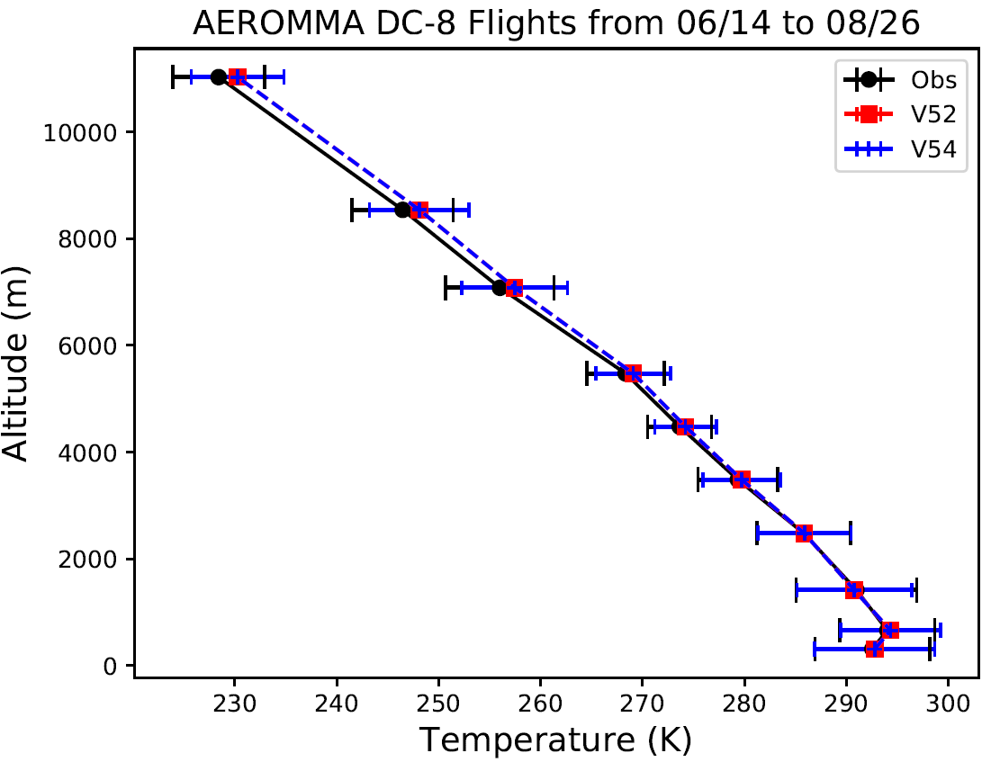 AEROMMA DC-8 Flights from 06/14 to 08/26
Obs
V52
V54
10000
8000
6000
4000
2000
0
Altitude (m)
230 240 250 260 270 280 290 300
Temperature (K)